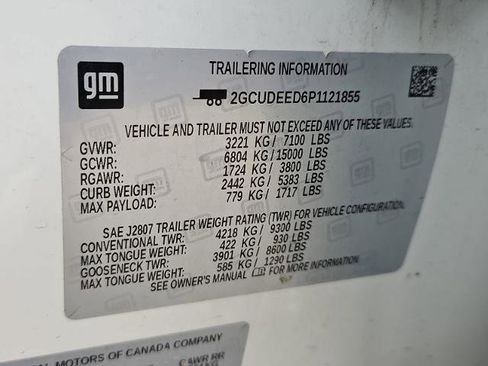 gm
TRAILERING INFORMATION
2GCUDEED6P1121855
VEHICLE AND TRAILER MUST NOT EXCEED ANY OF THESE VALUES
GVWR: 3221 KG / 7100 LBS
GCWR: 6804 KG / 15000 LBS
RGAWR: 1724 KG / 3800 LBS
CURB WEIGHT: 2442 KG / 5383 LBS
MAX PAYLOAD: 779 KG / 1717 LBS
SAE J2807 TRAILER WEIGHT RATING (TWR) FOR VEHICLE CONFIGURATION
CONVENTIONAL TWR: 4218 KG / 9300 LBS
MAX TONGUE WEIGHT: 422 KG / 930 LBS
GOOSENECK TWR: 3901 KG / 8600 LBS
MAX TONGUE WEIGHT: 585 KG / 1290 LBS
SEE OWNER'S MANUAL FOR MORE INFORMATION.
MOTORS OF CANADA COMPANY
GAWR RR